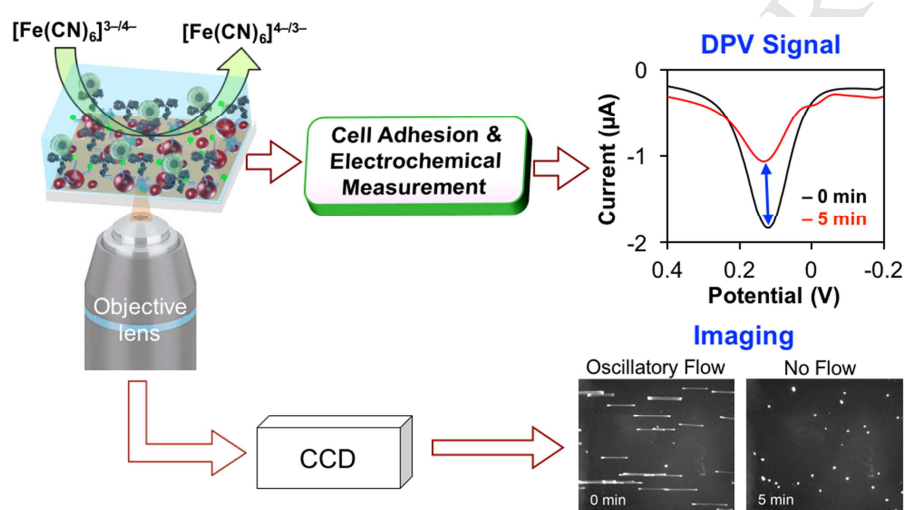 [Fe(CN)6]3–/4–
[Fe(CN)6]4–/3–
Cell Adhesion &
Electrochemical
Measurement
DPV Signal
0
-1
-2
Current (µA)
– 0 min
– 5 min
0.4
0.2
0
-0.2
Potential (V)
Objective
lens
CCD
Imaging
Oscillatory Flow
No Flow
0 min
5 min